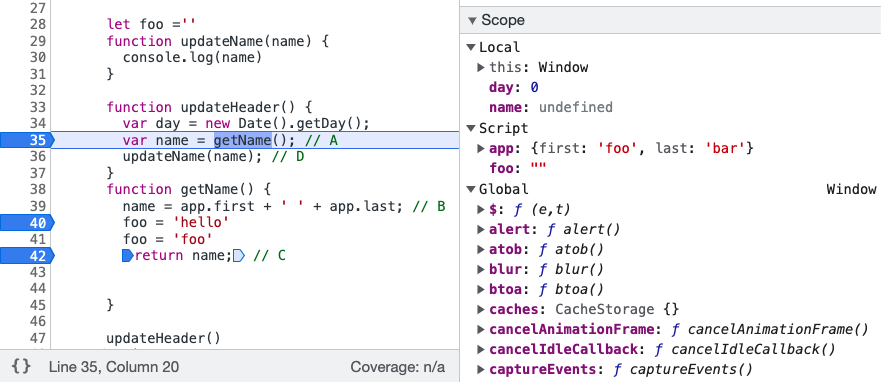 27
28 let foo =''
29 function updateName(name) {
30 console.log(name)
31 }
32
33 function updateHeader() {
34 var day = new Date().getDay();
35 var name = getName(); // A
36 updateName(name); // D
37 }
38 function getName() {
39 name = app.first + ' ' + app.last; // B
40 foo = 'hello'
41 foo = 'foo'
42 return name; // C
43
44
45 }
46
47 updateHeader()
{} Line 35, Column 20 Coverage: n/a
Scope
Local
this: Window
day: 0
name: undefined
Script
app: {first: 'foo', last: 'bar'}
foo: ""
Global Window
$: ƒ (e,t)
alert: ƒ alert()
atob: ƒ atob()
blur: ƒ blur()
btoa: ƒ btoa()
caches: CacheStorage {}
cancelAnimationFrame: ƒ cancelAnimationFrame()
cancelIdleCallback: ƒ cancelIdleCallback()
captureEvents: ƒ captureEvents()